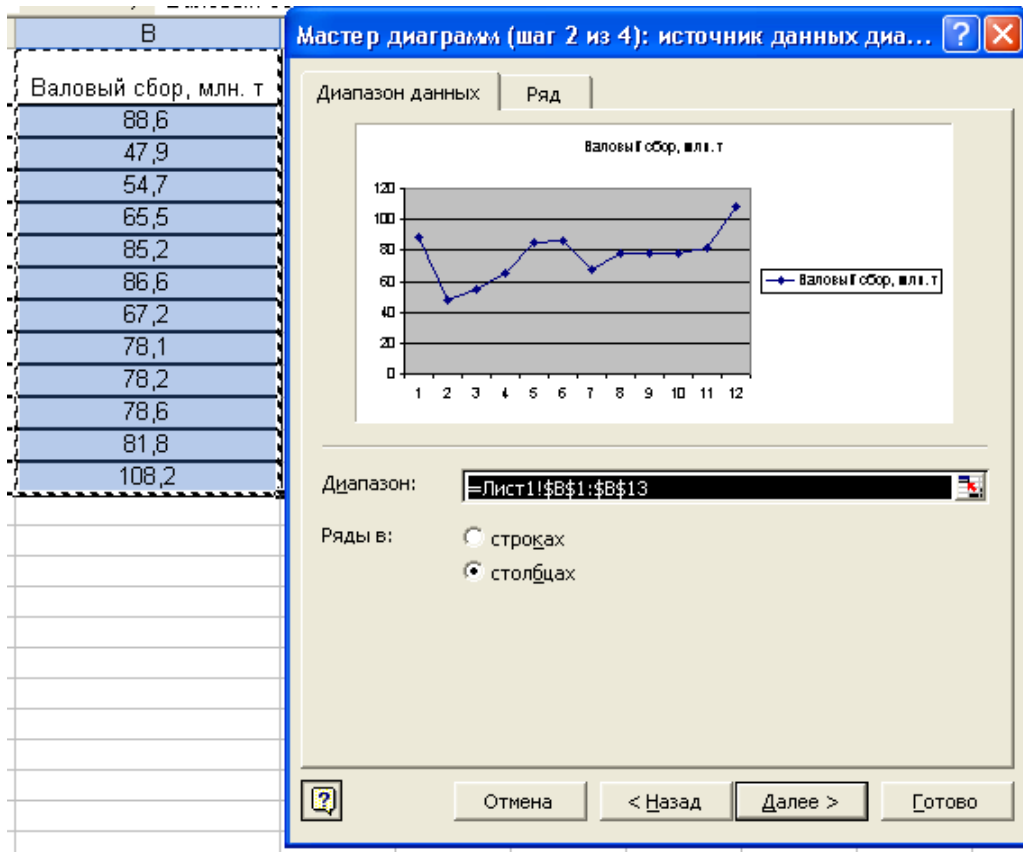 B
Валовый сбор, млн. т
88,6
47,9
54,7
65,5
85,2
86,6
67,2
78,1
78,2
78,6
81,8
108,2
Мастер диаграмм (шаг 2 из 4): источник данных диа...
Диапазон данных
Ряд
Валовый сбор, млн. т
120
100
80
60
40
20
0
1 2 3 4 5 6 7 8 9 10 11 12
Валовый сбор, млн. т
Диапазон:
=Лист1!$B$1:$B$13
Ряды в:
строках
столбцах
Отмена
< Назад
Далее >
Готово